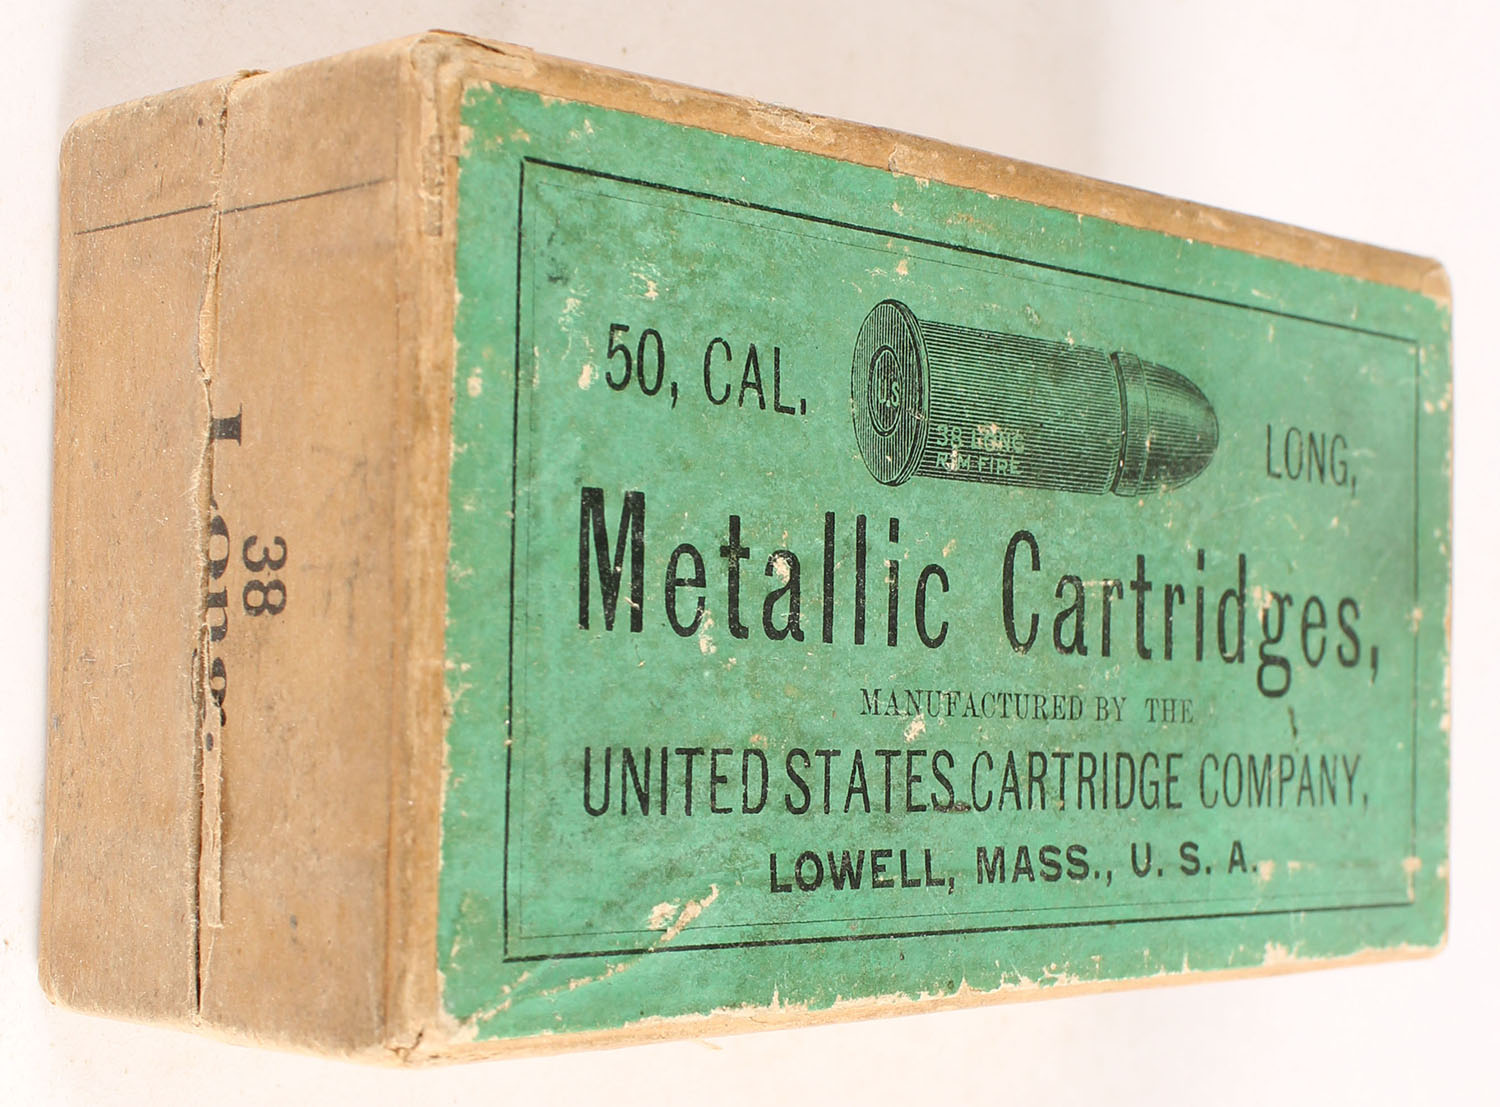 50, CAL. LONG,
U.S
38 LONG
RIM FIRE
Metallic Cartridges,
MANUFACTURED BY THE
UNITED STATES CARTRIDGE COMPANY,
LOWELL, MASS., U. S. A.
38
Long.